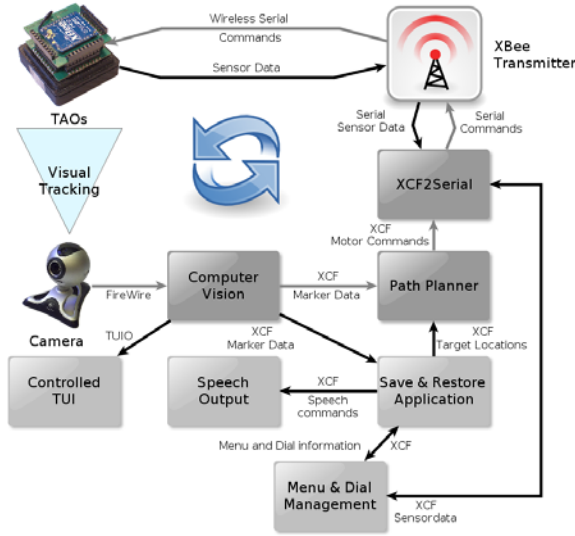 Wireless Serial
Commands
Sensor Data
XBee
Transmitter
TAOs
Serial
Sensor Data
Serial
Commands
Visual
Tracking
XCF2Serial
XCF
Motor Commands
Computer
Vision
FireWire
XCF
Marker Data
Path Planner
Camera
TUIO
XCF
Marker Data
XCF
Target Locations
Controlled
TUI
Speech
Output
XCF
Speech
commands
Save & Restore
Application
Menu and Dial information
XCF
Menu & Dial
Management
XCF
Sensordata